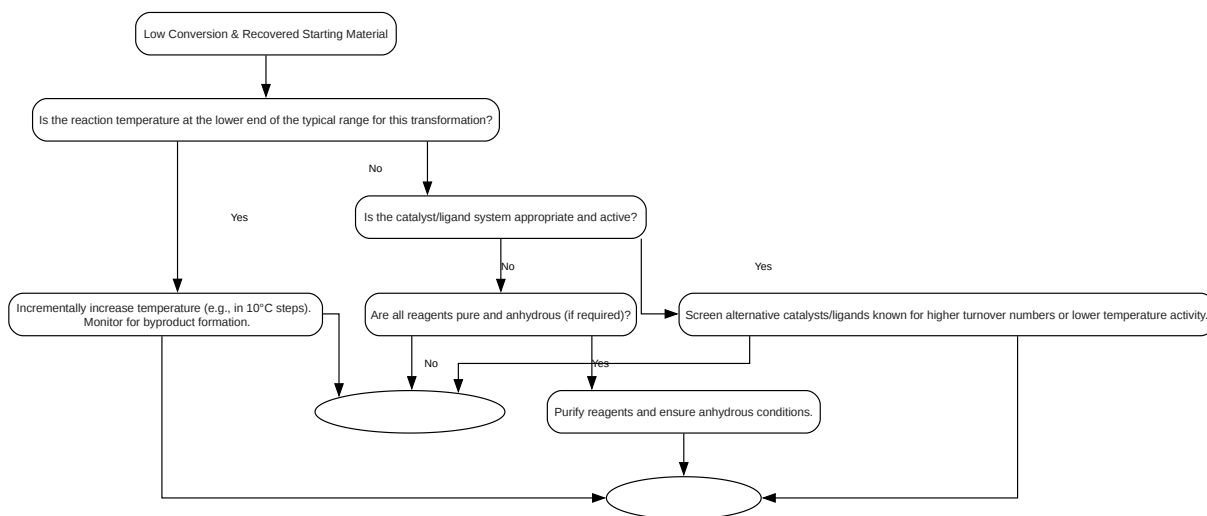 Low Conversion & Recovered Starting Material
Is the reaction temperature at the lower end of the typical range for this transformation?
No
Yes
Is the catalyst/ligand system appropriate and active?
No
Yes
Incrementally increase temperature (e.g., in 10°C steps).
Monitor for byproduct formation.
Are all reagents pure and anhydrous (if required)?
Screen alternative catalysts/ligands known for higher turnover numbers or lower temperature activity.
No
Yes
Purify reagents and ensure anhydrous conditions.